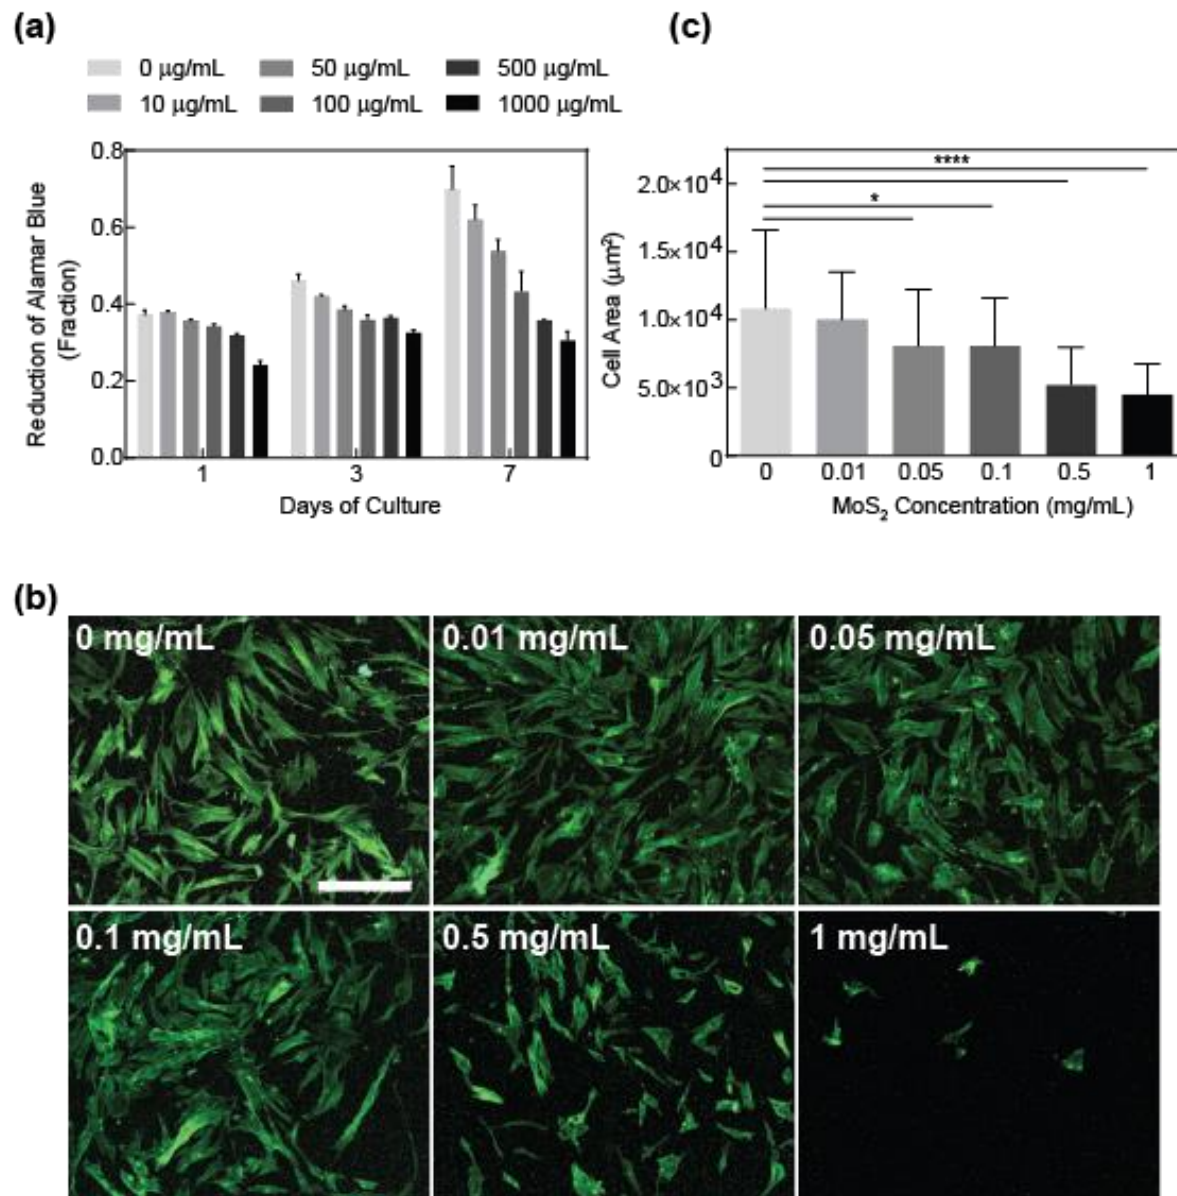 (a)
0 μg/mL 50 μg/mL 500 μg/mL
10 μg/mL 100 μg/mL 1000 μg/mL
0.8
0.6
0.4
0.2
0.0
Reduction of Alamar Blue
(Fraction)
1 3 7
Days of Culture
(c)
****
*
2.0×10⁴
1.5×10⁴
1.0×10⁴
5.0×10³
0
Cell Area (μm²)
0 0.01 0.05 0.1 0.5 1
MoS₂ Concentration (mg/mL)
(b)
0 mg/mL 0.01 mg/mL 0.05 mg/mL
0.1 mg/mL 0.5 mg/mL 1 mg/mL